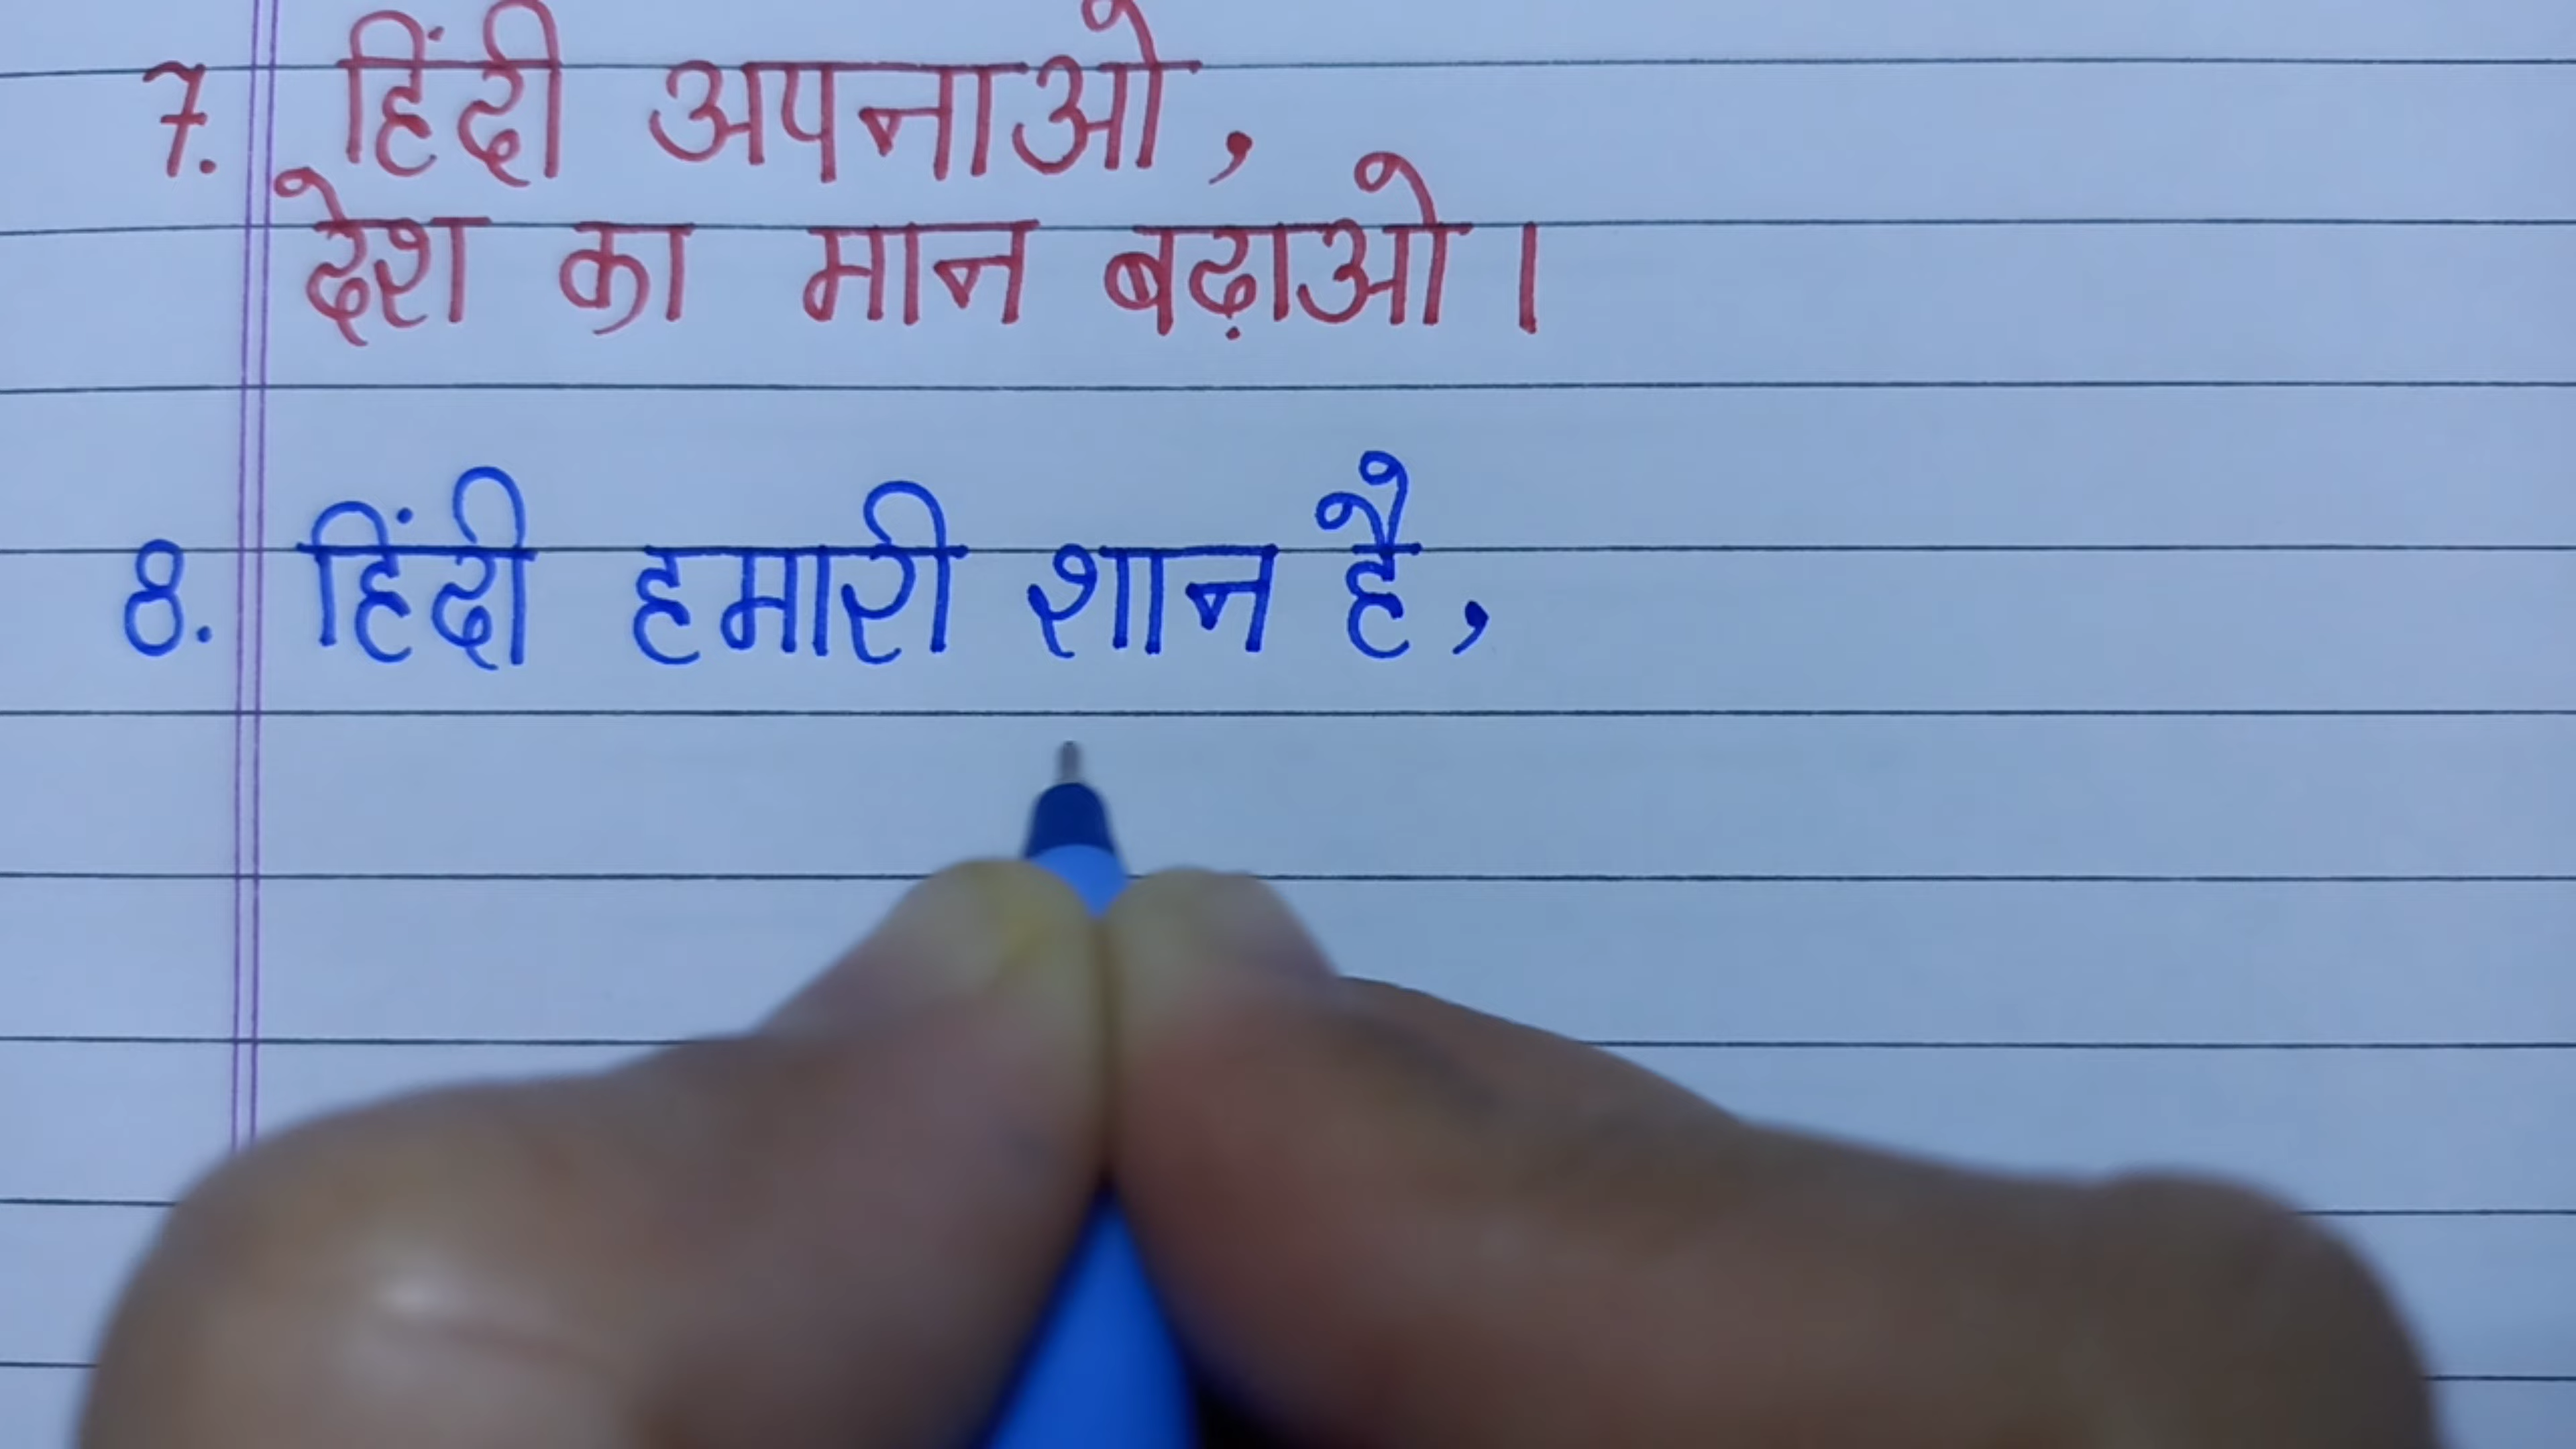 7. हिंदी अपनाओ,
देश का मान बढ़ाओ।
8. हिंदी हमारी शान है,